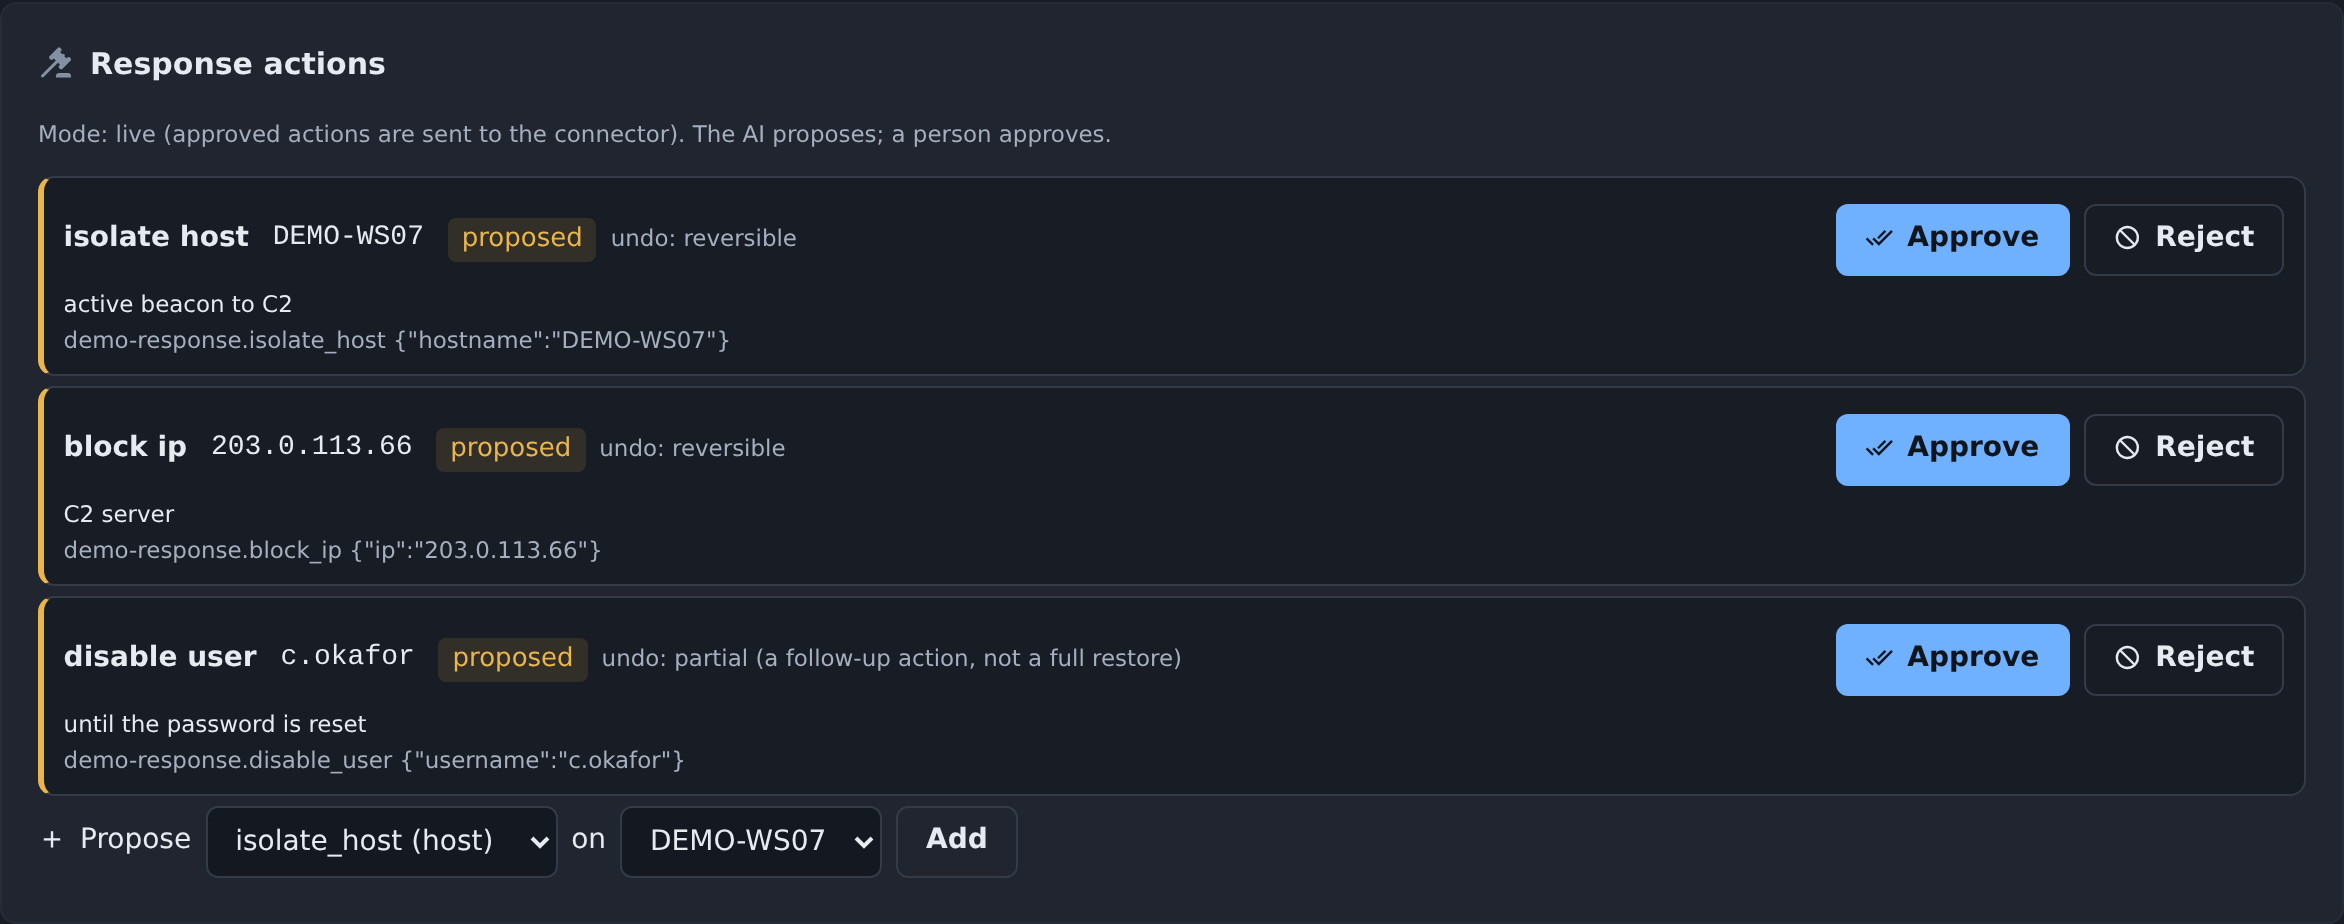 Response actions
Mode: live (approved actions are sent to the connector). The AI proposes; a person approves.
isolate host DEMO-WS07 proposed undo: reversible Approve Reject
active beacon to C2
demo-response.isolate_host {"hostname":"DEMO-WS07"}
block ip 203.0.113.66 proposed undo: reversible Approve Reject
C2 server
demo-response.block_ip {"ip":"203.0.113.66"}
disable user c.okafor proposed undo: partial (a follow-up action, not a full restore) Approve Reject
until the password is reset
demo-response.disable_user {"username":"c.okafor"}
+ Propose isolate_host (host) on DEMO-WS07 Add